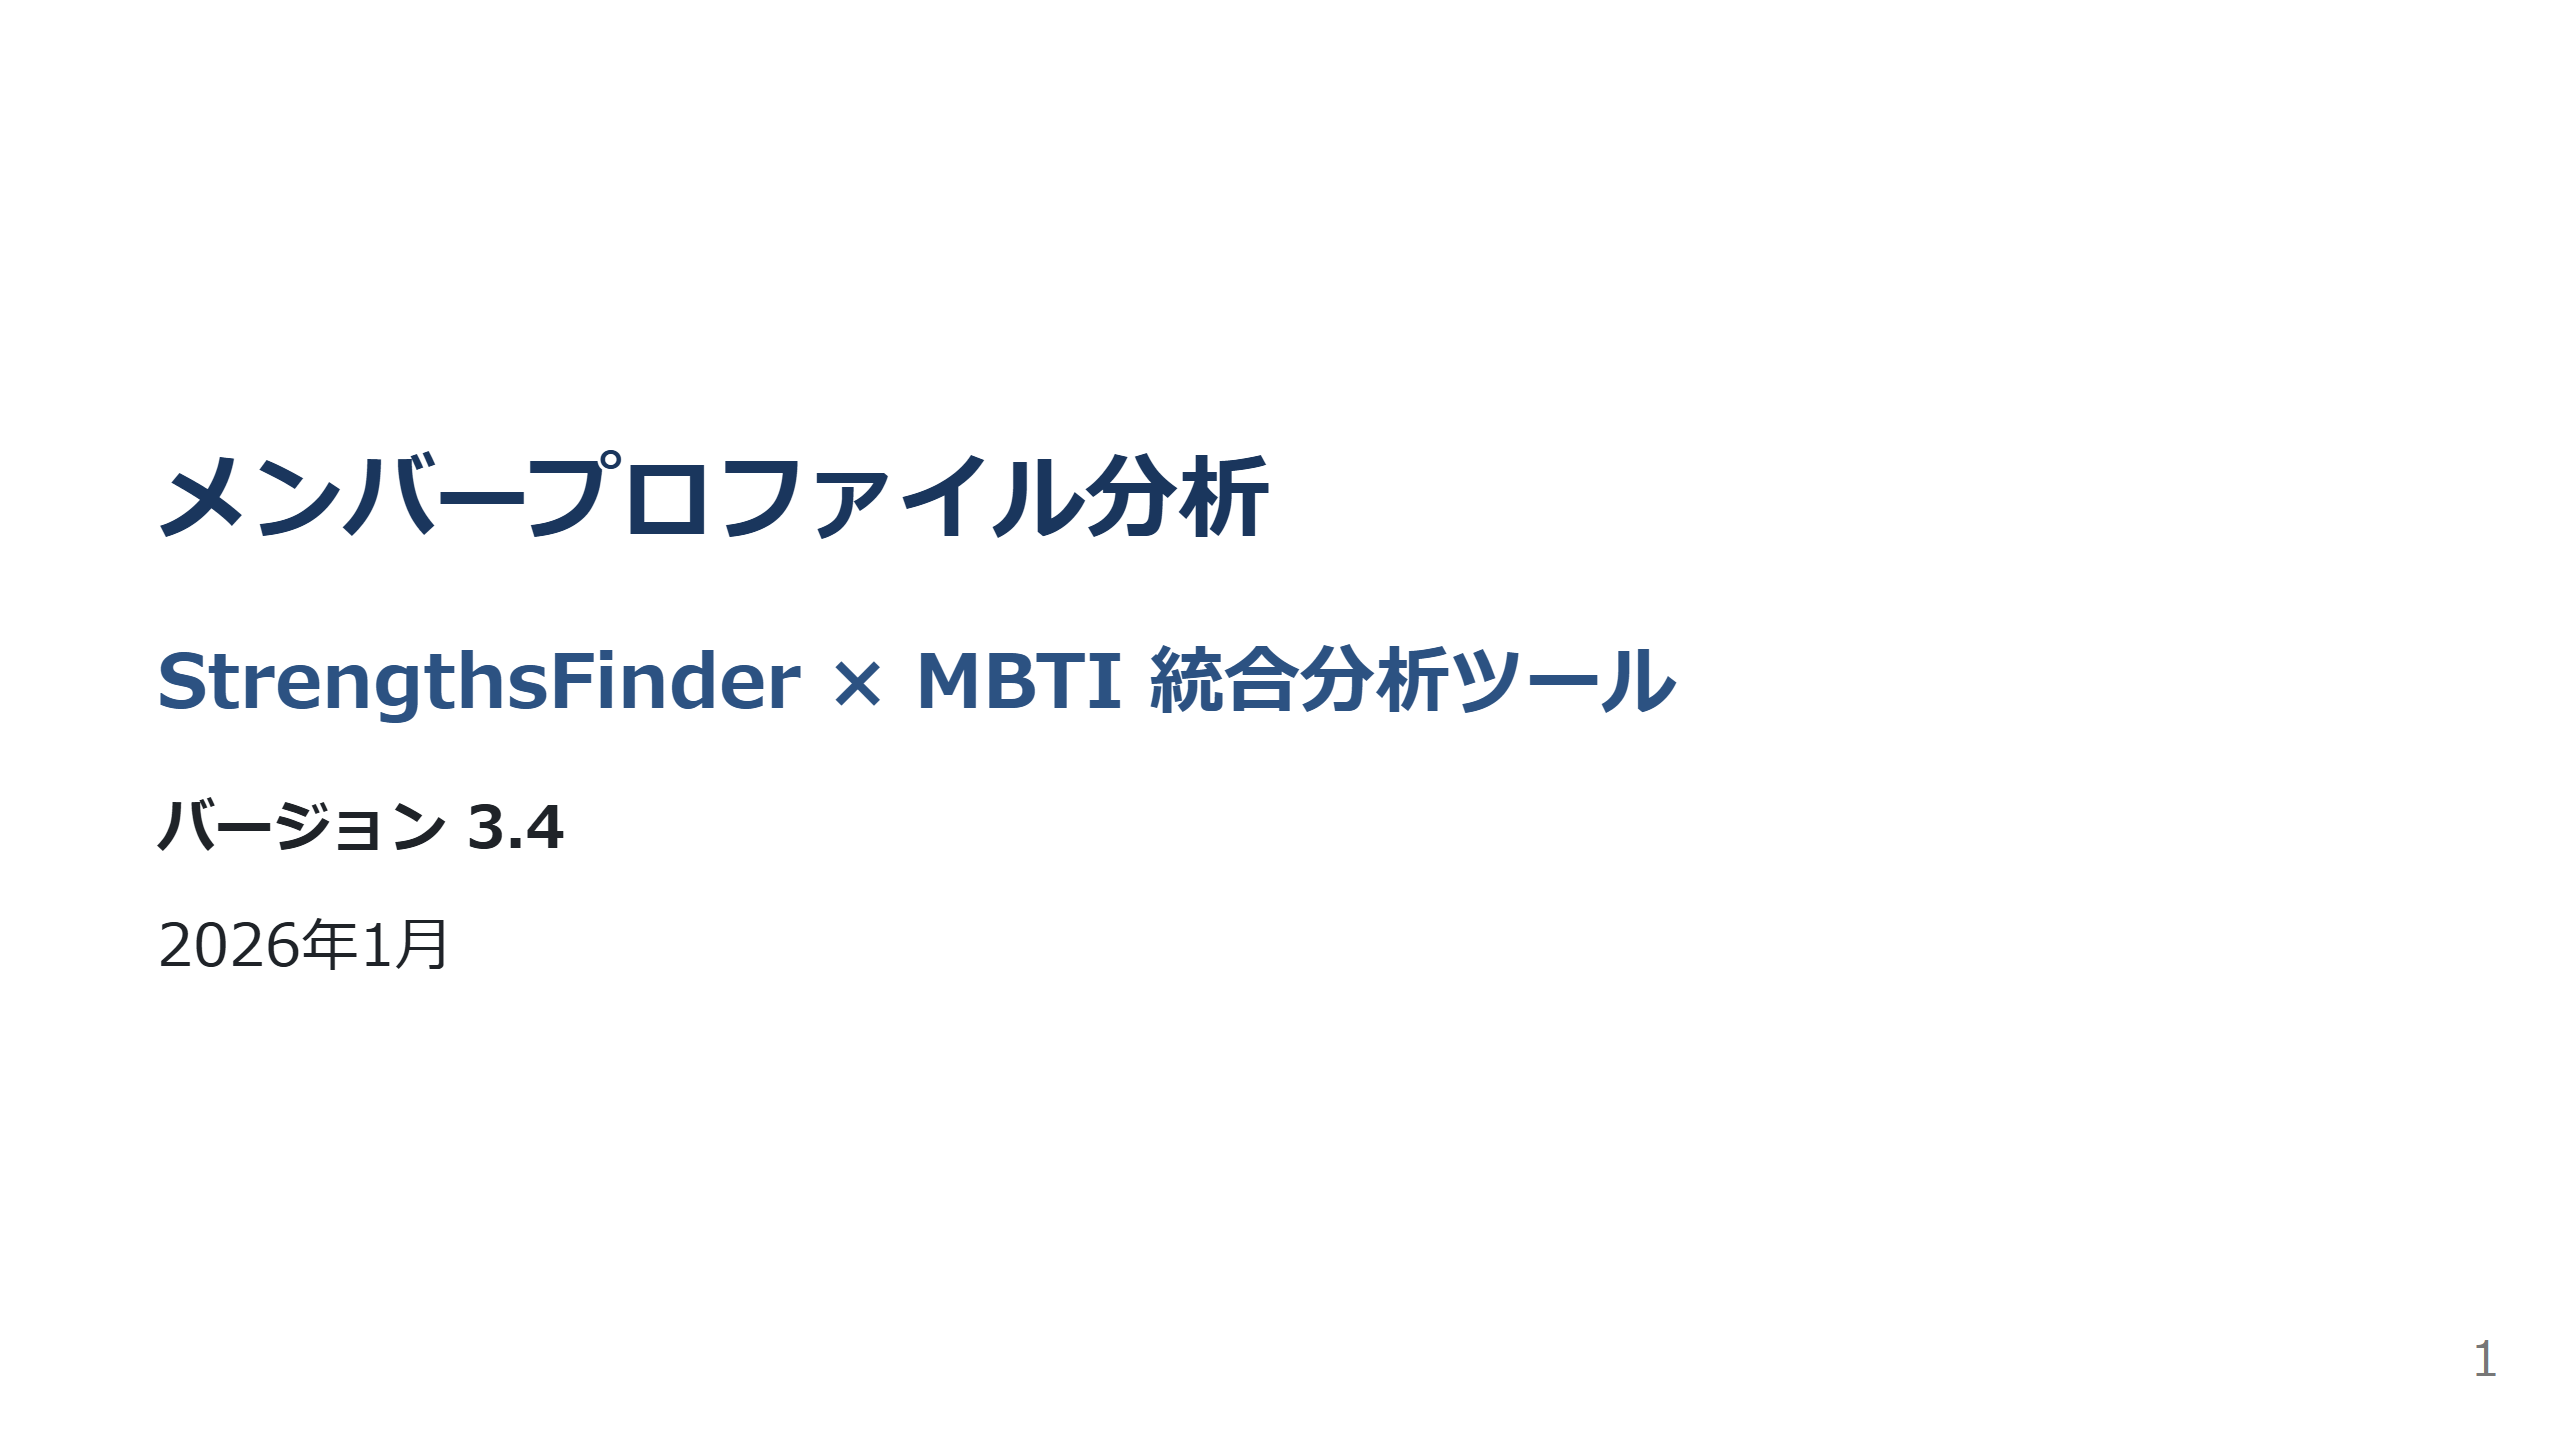 メンバープロファイル分析
StrengthsFinder × MBTI 統合分析ツール
バージョン 3.4
2026年1月
1